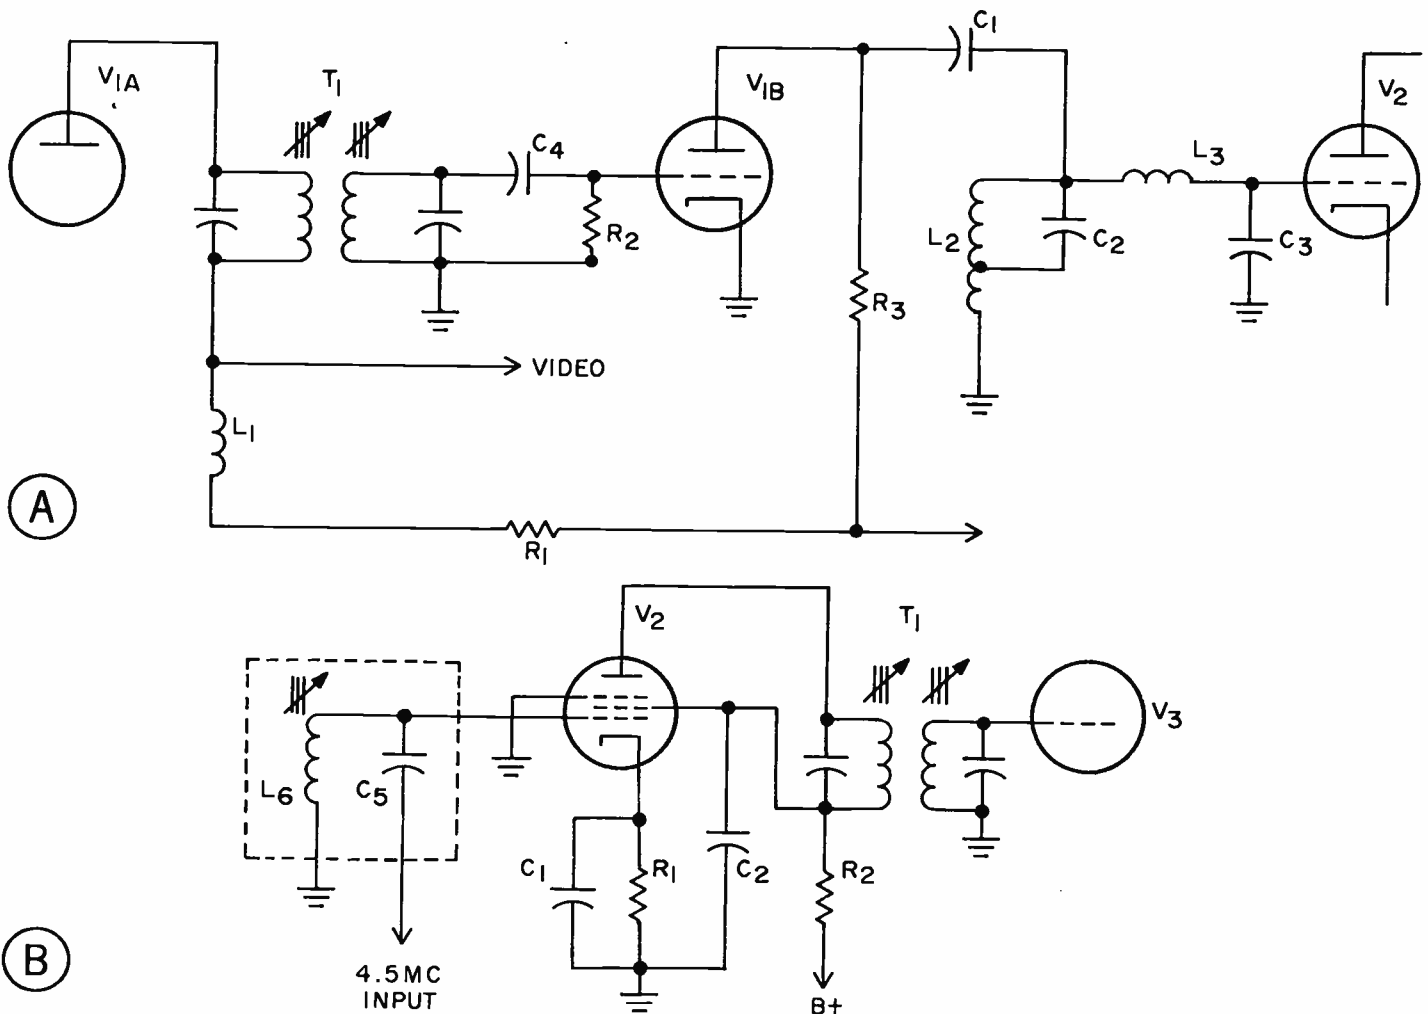 V1A
T1
C4
R2
V1B
C1
V2
L3
L2
C2
C3
R3
VIDEO
L1
R1
A
V2
T1
L6
C5
V3
C1
R1
C2
R2
4.5MC
INPUT
B+
B